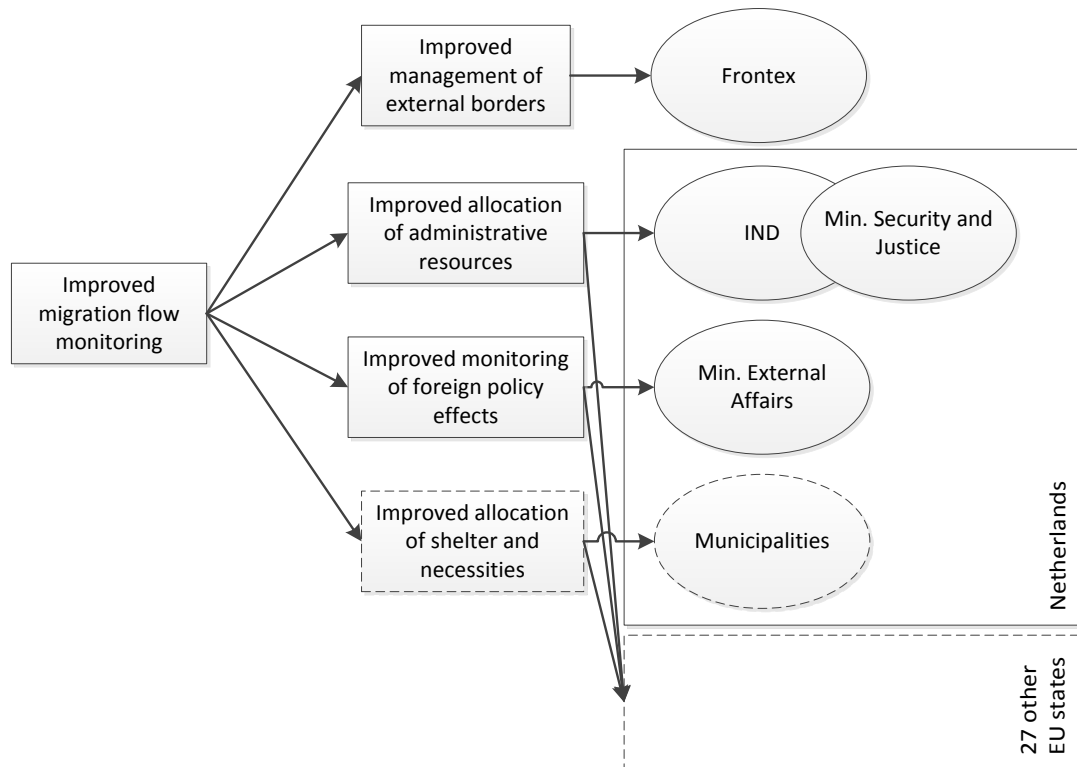 Improved
management of
external borders
Frontex
Improved allocation
of administrative
resources
IND
Min. Security and
Justice
Improved
migration flow
monitoring
Improved monitoring
of foreign policy
effects
Min. External
Affairs
Improved allocation
of shelter and
necessities
Municipalities
Netherlands
27 other
EU states